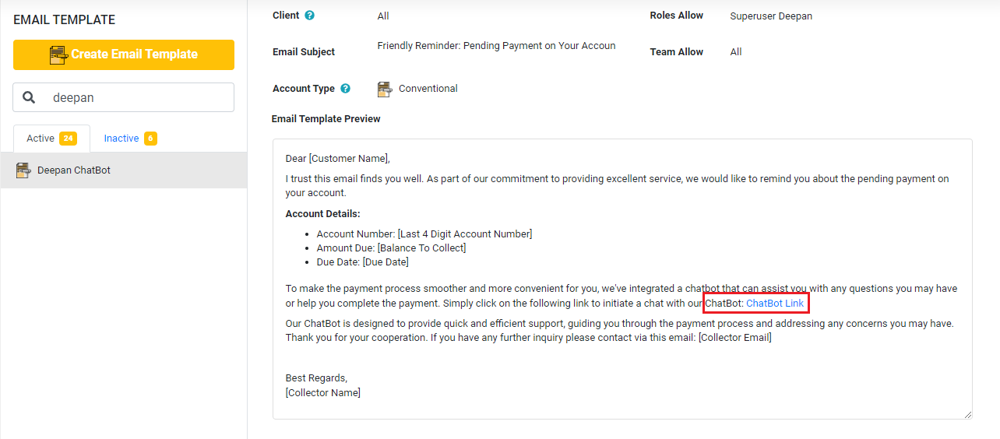 EMAIL TEMPLATE
Create Email Template
deepan
Active 24 Inactive 6
Deepan ChatBot
Client ? All Roles Allow Superuser Deepan
Email Subject Friendly Reminder: Pending Payment on Your Accoun Team Allow All
Account Type ? Conventional
Email Template Preview
Dear [Customer Name],
I trust this email finds you well. As part of our commitment to providing excellent service, we would like to remind you about the pending payment on
your account.
Account Details:
• Account Number: [Last 4 Digit Account Number]
• Amount Due: [Balance To Collect]
• Due Date: [Due Date]
To make the payment process smoother and more convenient for you, we've integrated a chatbot that can assist you with any questions you may have
or help you complete the payment. Simply click on the following link to initiate a chat with our ChatBot: ChatBot Link
Our ChatBot is designed to provide quick and efficient support, guiding you through the payment process and addressing any concerns you may have.
Thank you for your cooperation. If you have any further inquiry please contact via this email: [Collector Email]
Best Regards,
[Collector Name]